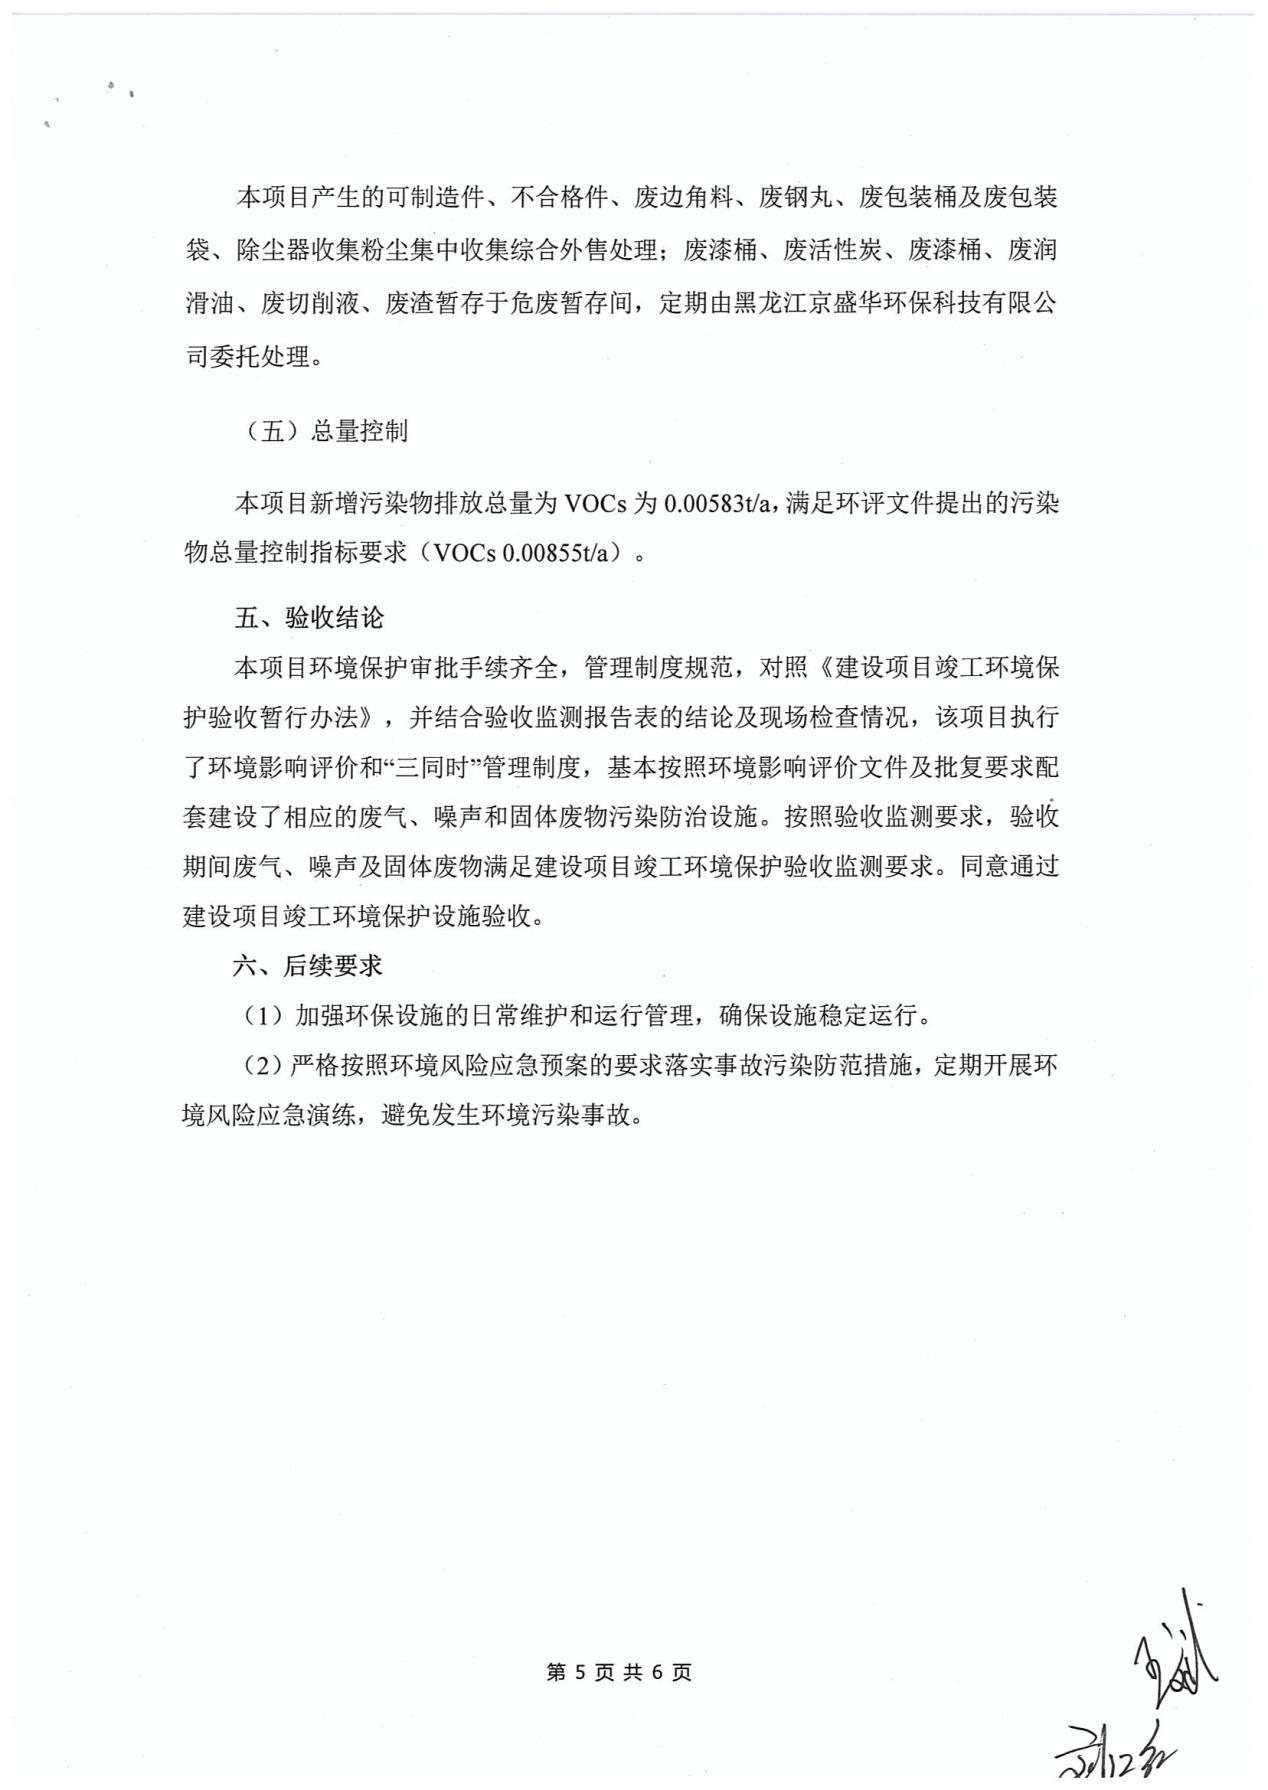 本项目产生的可制造件、不合格件、废边角料、废钢丸、废包装桶及废包装
袋、除尘器收集粉尘集中收集综合外售处理；废漆桶、废活性炭、废漆桶、废润
滑油、废切削液、废渣暂存于危废暂存间，定期由黑龙江京盛华环保科技有限公
司委托处理。
（五）总量控制
本项目新增污染物排放总量为 VOCs 为 0.00583t/a，满足环评文件提出的污染
物总量控制指标要求（VOCs 0.00855t/a）。
五、验收结论
本项目环境保护审批手续齐全，管理制度规范，对照《建设项目竣工环境保
护验收暂行办法》，并结合验收监测报告表的结论及现场检查情况，该项目执行
了环境影响评价和“三同时”管理制度，基本按照环境影响评价文件及批复要求配
套建设了相应的废气、噪声和固体废物污染防治设施。按照验收监测要求，验收
期间废气、噪声及固体废物满足建设项目竣工环境保护验收监测要求。同意通过
建设项目竣工环境保护设施验收。
六、后续要求
（1）加强环保设施的日常维护和运行管理，确保设施稳定运行。
（2）严格按照环境风险应急预案的要求落实事故污染防范措施，定期开展环
境风险应急演练，避免发生环境污染事故。
第 5 页 共 6 页